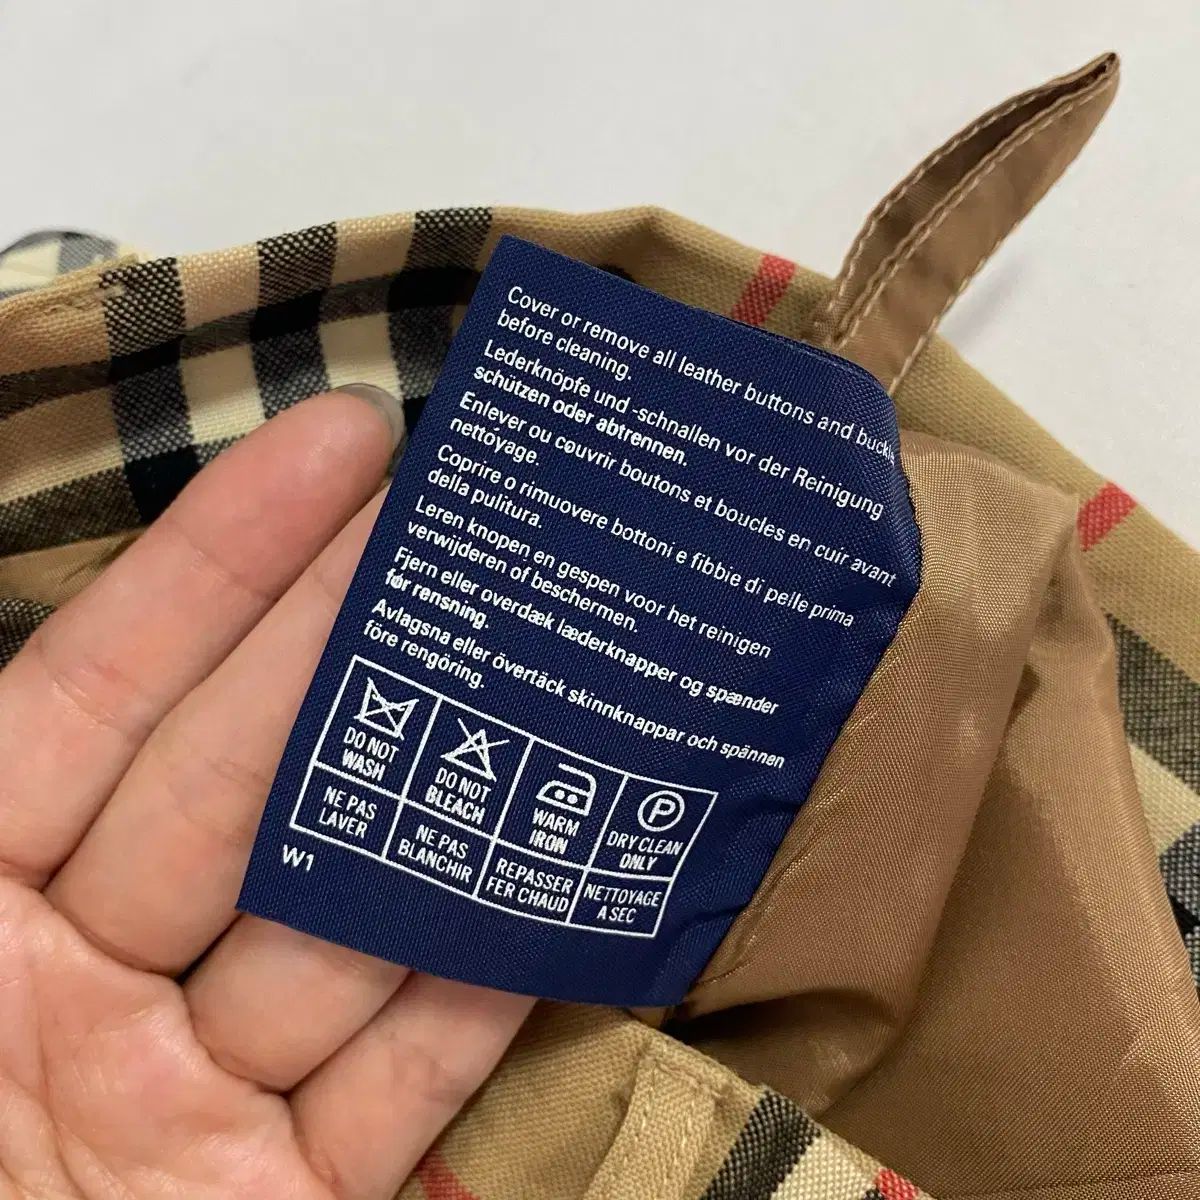 Cover or remove all leather buttons and buckles
before cleaning.
Lederknöpfe und -schnallen vor der Reinigung
schützen oder abtrennen.
Enlever ou couvrir boutons et boucles en cuir avant
nettoyage.
Coprire o rimuovere bottoni e fibbie di pelle prima
della pulitura.
Leren knopen en gespen voor het reinigen
verwijderen of beschermen.
Fjern eller overdæk læderknapper og spænder
før rensning.
Avlagsna eller övertäck skinnknappar och spännen
före rengöring.
DO NOT
WASH
DO NOT
BLEACH
WARM
IRON
P
DRY CLEAN
ONLY
NE PAS
LAVER
NE PAS
BLANCHIR
REPASSER
FER CHAUD
NETTOYAGE
A SEC
W1